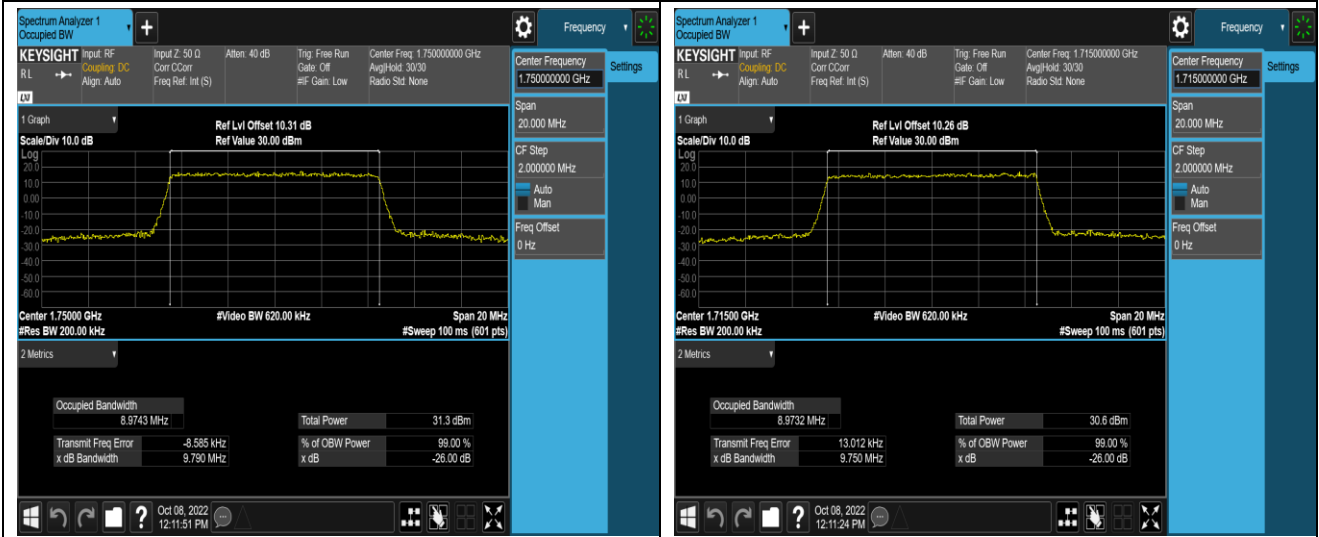 Spectrum Analyzer 1
Occupied BW
Frequency
KEYSIGHT Input: RF Input Z: 50 Ω Atten: 40 dB Trig: Free Run Center Freq: 1.750000000 GHz
RL Coupling: DC Corr CCorr Gate: Off Avg|Hold: 30/30
Align: Auto Freq Ref: Int (S) #IF Gain: Low Radio Std: None
LXI
Center Frequency
1.750000000 GHz
Settings
Span
20.000 MHz
CF Step
2.000000 MHz
Auto
Man
Freq Offset
0 Hz
1 Graph
Ref Lvl Offset 10.31 dB
Scale/Div 10.0 dB Ref Value 30.00 dBm
Log
20.0
10.0
0.00
-10.0
-20.0
-30.0
-40.0
-50.0
-60.0
Center 1.75000 GHz #Video BW 620.00 kHz Span 20 MHz
#Res BW 200.00 kHz #Sweep 100 ms (601 pts)
2 Metrics
Occupied Bandwidth
8.9743 MHz Total Power 31.3 dBm
Transmit Freq Error -8.585 kHz % of OBW Power 99.00 %
x dB Bandwidth 9.790 MHz x dB -26.00 dB
?
Oct 08, 2022
12:11:51 PM
Spectrum Analyzer 1
Occupied BW
Frequency
KEYSIGHT Input: RF Input Z: 50 Ω Atten: 40 dB Trig: Free Run Center Freq: 1.715000000 GHz
RL Coupling: DC Corr CCorr Gate: Off Avg|Hold: 30/30
Align: Auto Freq Ref: Int (S) #IF Gain: Low Radio Std: None
LXI
Center Frequency
1.715000000 GHz
Settings
Span
20.000 MHz
CF Step
2.000000 MHz
Auto
Man
Freq Offset
0 Hz
1 Graph
Ref Lvl Offset 10.26 dB
Scale/Div 10.0 dB Ref Value 30.00 dBm
Log
20.0
10.0
0.00
-10.0
-20.0
-30.0
-40.0
-50.0
-60.0
Center 1.71500 GHz #Video BW 620.00 kHz Span 20 MHz
#Res BW 200.00 kHz #Sweep 100 ms (601 pts)
2 Metrics
Occupied Bandwidth
8.9732 MHz Total Power 30.6 dBm
Transmit Freq Error 13.012 kHz % of OBW Power 99.00 %
x dB Bandwidth 9.750 MHz x dB -26.00 dB
?
Oct 08, 2022
12:11:24 PM